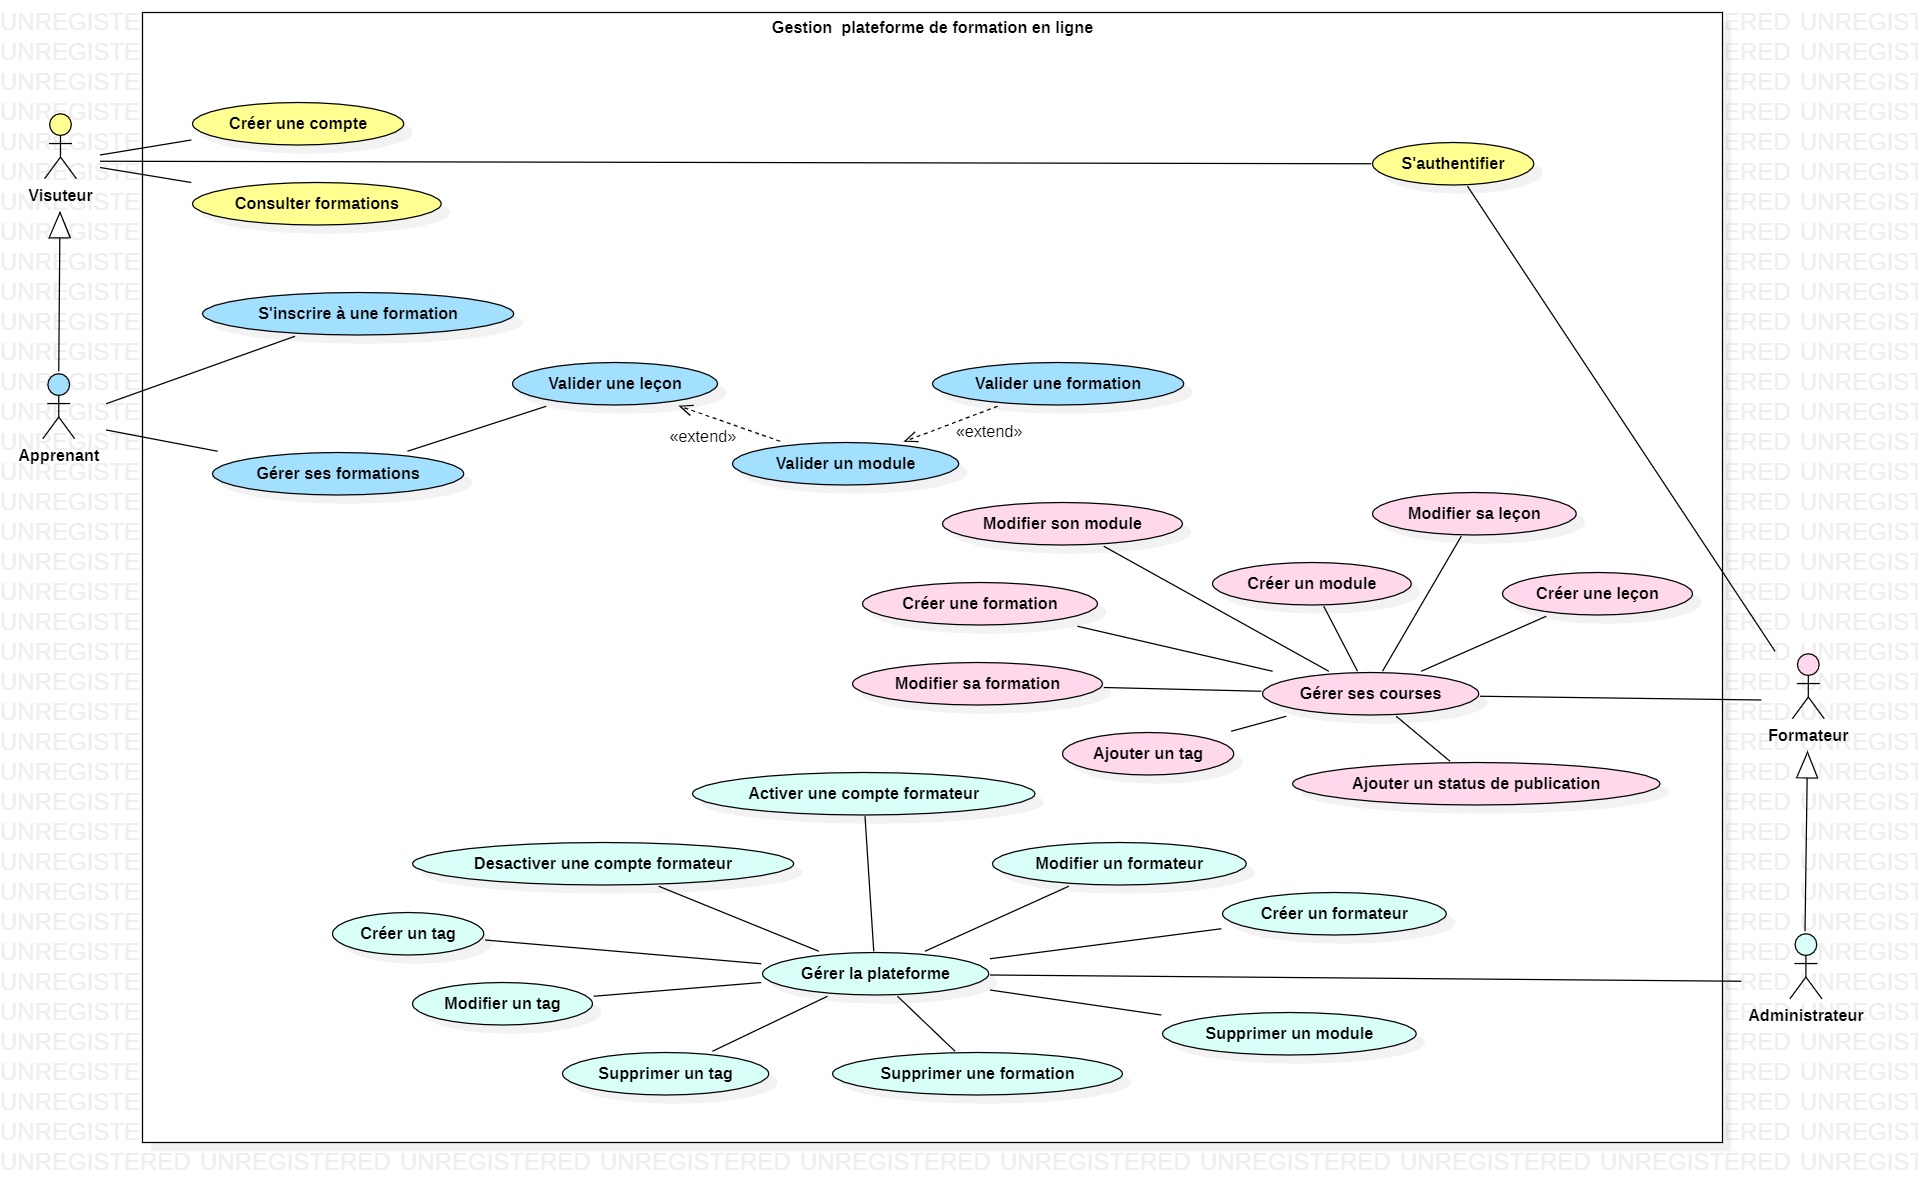 Gestion  plateforme de formation en ligne
Créer une compte
S'authentifier
Visuteur
Consulter formations
S'inscrire à une formation
Valider une leçon
Valider une formation
«extend»
«extend»
Apprenant
Gérer ses formations
Valider un module
Modifier son module
Modifier sa leçon
Créer une formation
Créer un module
Créer une leçon
Modifier sa formation
Gérer ses courses
Formateur
Ajouter un tag
Ajouter un status de publication
Activer une compte formateur
Desactiver une compte formateur
Modifier un formateur
Créer un tag
Créer un formateur
Gérer la plateforme
Modifier un tag
Administrateur
Supprimer un module
Supprimer un tag
Supprimer une formation
UNREGISTERED UNREGISTERED UNREGISTERED UNREGISTERED UNREGISTERED UNREGISTERED UNREGISTERED UNREGISTERED UNREGISTERED UNREGIST